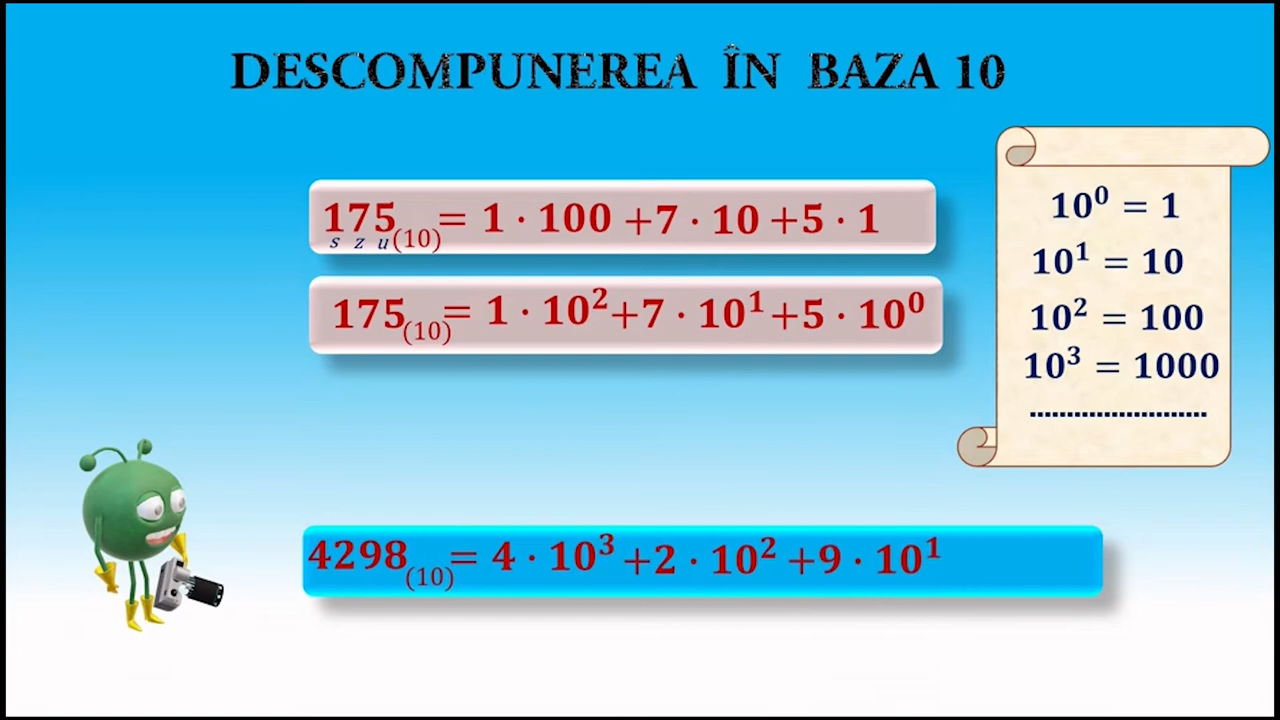 DESCOMPUNEREA ÎN BAZA 10
175₍₁₀₎ = 1 · 100 +7 · 10 +5 · 1
s z u
175₍₁₀₎ = 1 · 10²+7 · 10¹+5 · 10⁰
10⁰ = 1
10¹ = 10
10² = 100
10³ = 1000
........................
4298₍₁₀₎ = 4 · 10³ +2 · 10² +9 · 10¹